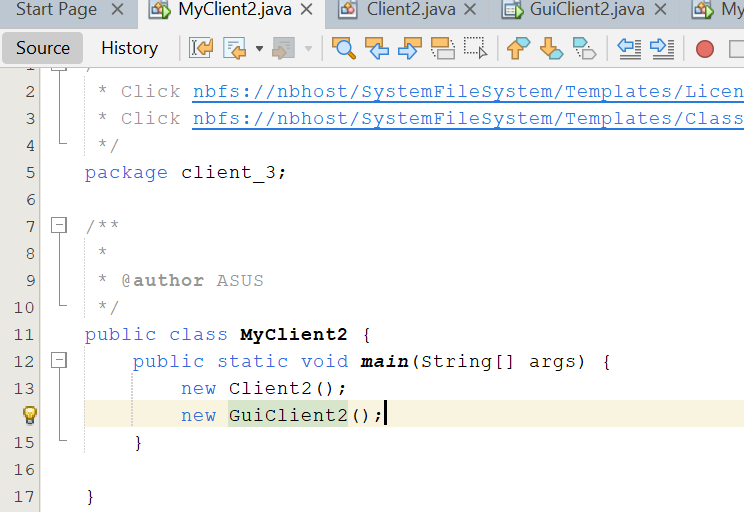 Start Page MyClient2.java Client2.java GuiClient2.java My
Source History
2 * Click nbfs://nbhost/SystemFileSystem/Templates/Licen
3 * Click nbfs://nbhost/SystemFileSystem/Templates/Class
4 */
5 package client_3;
6
7 /**
8 *
9 * @author ASUS
10 */
11 public class MyClient2 {
12 public static void main(String[] args) {
13 new Client2();
new GuiClient2();
15 }
16
17 }